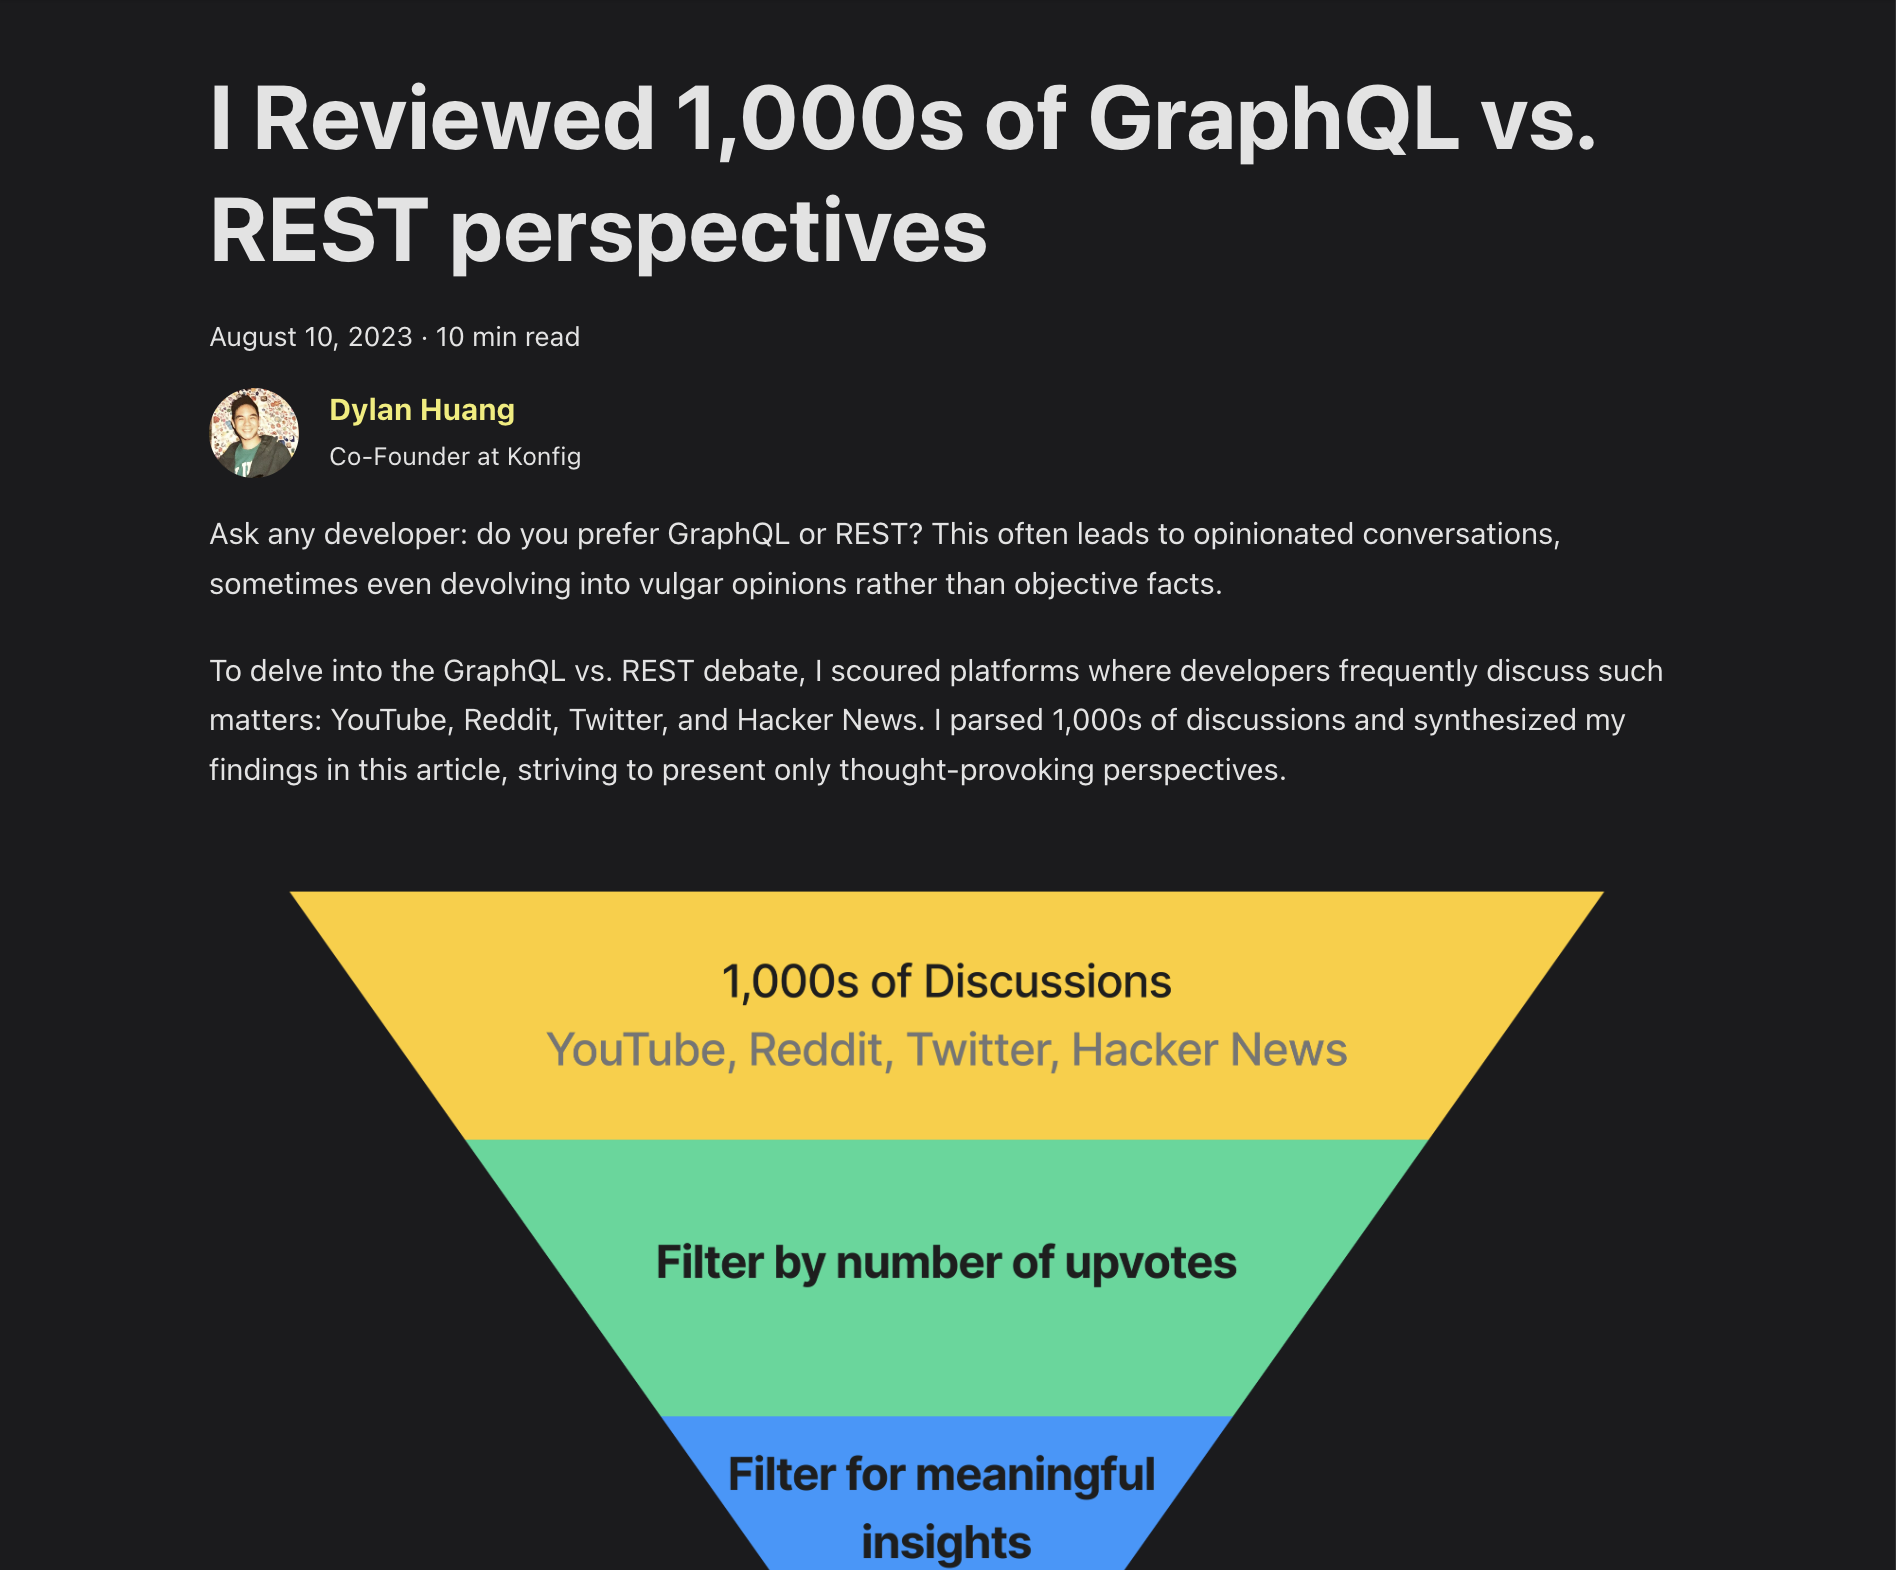 I Reviewed 1,000s of GraphQL vs.
REST perspectives
August 10, 2023 · 10 min read
Dylan Huang
Co-Founder at Konfig
Ask any developer: do you prefer GraphQL or REST? This often leads to opinionated conversations,
sometimes even devolving into vulgar opinions rather than objective facts.
To delve into the GraphQL vs. REST debate, I scoured platforms where developers frequently discuss such
matters: YouTube, Reddit, Twitter, and Hacker News. I parsed 1,000s of discussions and synthesized my
findings in this article, striving to present only thought-provoking perspectives.
1,000s of Discussions
YouTube, Reddit, Twitter, Hacker News
Filter by number of upvotes
Filter for meaningful
insights